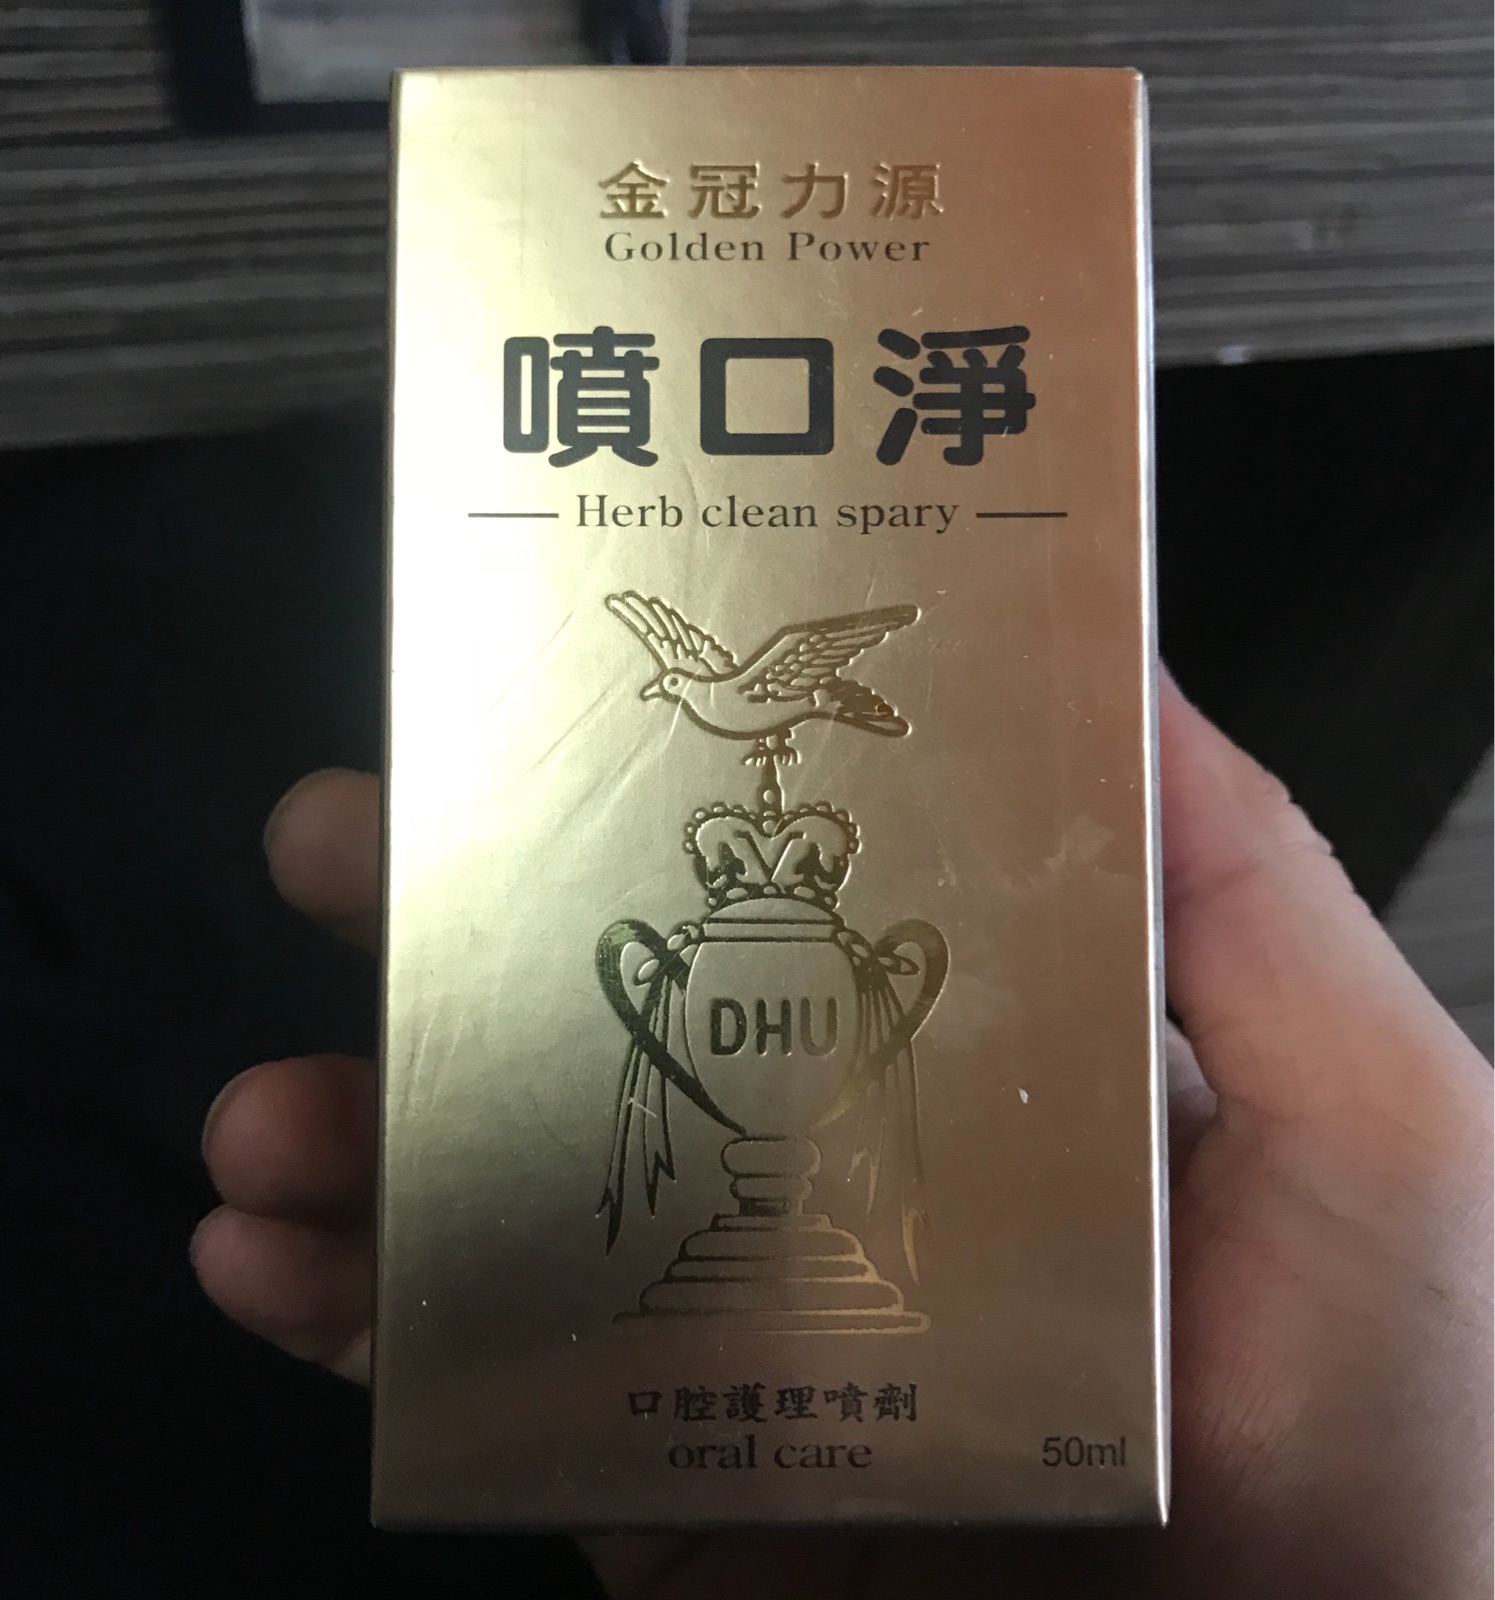 金冠力源
Golden Power
噴口淨
Herb clean spary
DHU
口腔護理噴劑
oral care
50ml